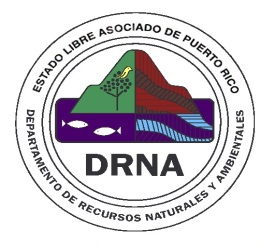 ESTADO LIBRE ASOCIADO DE PUERTO RICO
DRNA
DEPARTAMENTO DE RECURSOS NATURALES Y AMBIENTALES